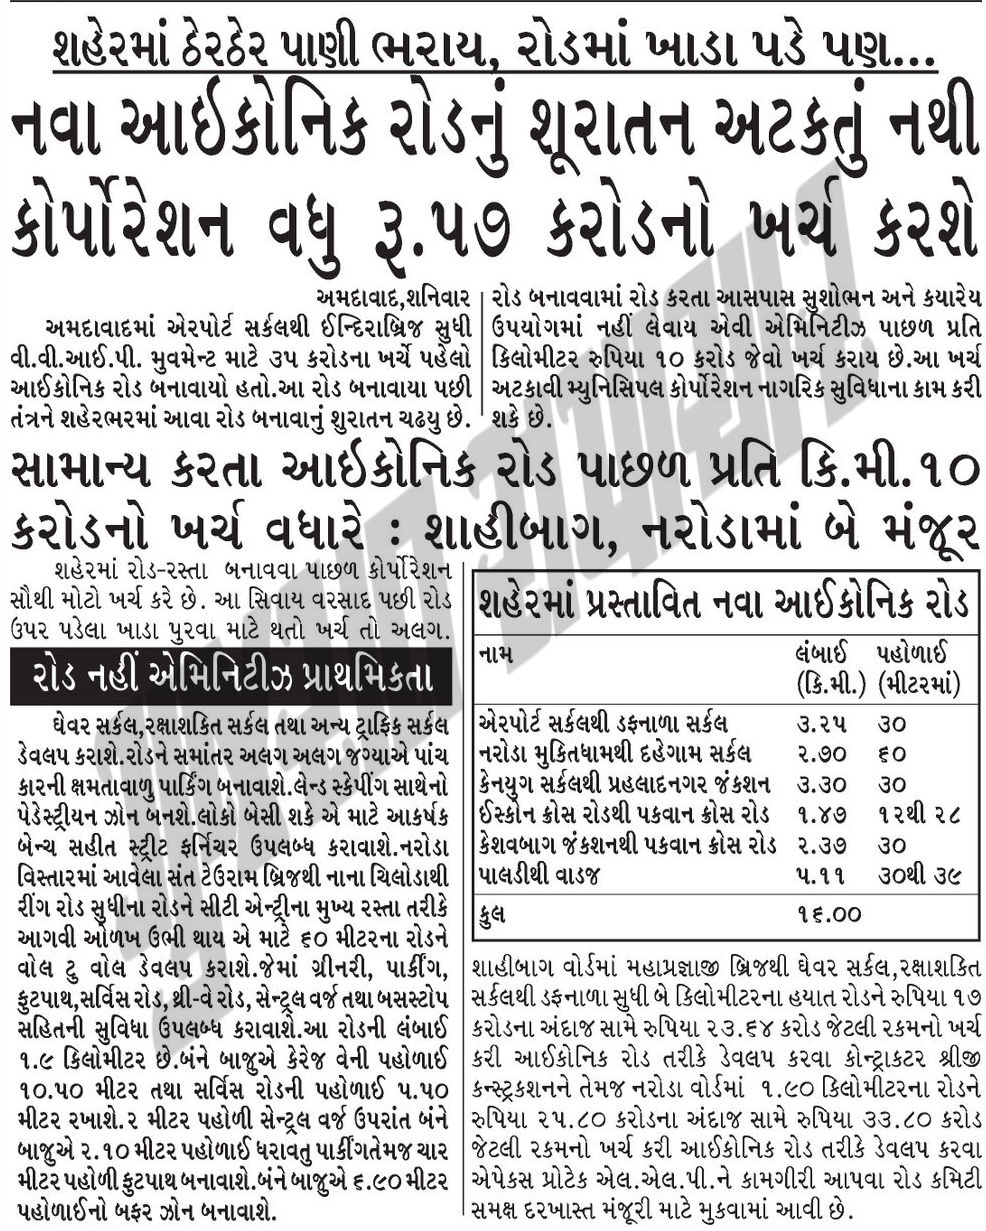 શહેરમાં ઠેરઠેર પાણી ભરાય, રોડમાં ખાડા પડે પણ...
નવા આઈકોનિક રોડનું શૂરાતન અટકતું નથી
કોર્પોરેશન વધુ રૂ.૫૭ કરોડનો ખર્ચ કરશે
અમદાવાદ,શનિવાર
અમદાવાદમાં એરપોર્ટ સર્કલથી ઈન્દિરાબ્રિજ સુધી
વી.વી.આઈ.પી. મુવમેન્ટ માટે ૩૫ કરોડના ખર્ચે પહેલો
આઈકોનિક રોડ બનાવાયો હતો.આ રોડ બનાવાયા પછી
તંત્રને શહેરભરમાં આવા રોડ બનાવાનું શુરાતન ચઢયુ છે.
રોડ બનાવવામાં રોડ કરતા આસપાસ સુશોભન અને કયારેય
ઉપયોગમાં નહીં લેવાય એવી એમિનિટીઝ પાછળ પ્રતિ
કિલોમીટર રુપિયા ૧૦ કરોડ જેવો ખર્ચ કરાય છે.આ ખર્ચ
અટકાવી મ્યુનિસિપલ કોર્પોરેશન નાગરિક સુવિધાના કામ કરી
શકે છે.
સામાન્ય કરતા આઈકોનિક રોડ પાછળ પ્રતિ કિ.મી.૧૦
કરોડનો ખર્ચ વધારે : શાહીબાગ, નરોડામાં બે મંજૂર
શહેરમાં રોડ-રસ્તા બનાવવા પાછળ કોર્પોરેશન
સૌથી મોટો ખર્ચ કરે છે. આ સિવાય વરસાદ પછી રોડ
ઉપર પડેલા ખાડા પુરવા માટે થતો ખર્ચ તો અલગ.
રોડ નહીં એમિનિટીઝ પ્રાથમિકતા
ઘેવર સર્કલ,રક્ષાશકિત સર્કલ તથા અન્ય ટ્રાફિક સર્કલ
ડેવલપ કરાશે.રોડને સમાંતર અલગ અલગ જગ્યાએ પાંચ
કારની ક્ષમતાવાળુ પાર્કિંગ બનાવાશે.લેન્ડ સ્કેપીંગ સાથેનો
પેડેસ્ટ્રીયન ઝોન બનશે.લોકો બેસી શકે એ માટે આકર્ષક
બેન્ચ સહીત સ્ટ્રીટ ફર્નિચર ઉપલબ્ધ કરાવાશે.નરોડા
વિસ્તારમાં આવેલા સંત ટેઉરામ બ્રિજથી નાના ચિલોડાથી
રીંગ રોડ સુધીના રોડને સીટી એન્ટ્રીના મુખ્ય રસ્તા તરીકે
આગવી ઓળખ ઉભી થાય એ માટે ૬૦ મીટરના રોડને
વોલ ટુ વોલ ડેવલપ કરાશે.જેમાં ગ્રીનરી, પાર્કીંગ,
ફુટપાથ,સર્વિસ રોડ, થ્રી-વે રોડ, સેન્ટ્રલ વર્જ તથા બસસ્ટોપ
સહિતની સુવિધા ઉપલબ્ધ કરાવાશે.આ રોડની લંબાઈ
૧.૯ કિલોમીટર છે.બંને બાજુએ કેરેજ વેની પહોળાઈ
૧૦.૫૦ મીટર તથા સર્વિસ રોડની પહોળાઈ ૫.૫૦
મીટર રખાશે.૨ મીટર પહોળી સેન્ટ્રલ વર્જ ઉપરાંત બંને
બાજુએ ૨.૧૦ મીટર પહોળાઈ ધરાવતુ પાર્કીંગતેમજ ચાર
મીટર પહોળી ફુટપાથ બનાવાશે.બંને બાજુએ ૬.૯૦ મીટર
પહોળાઈનો બફર ઝોન બનાવાશે.
શહેરમાં પ્રસ્તાવિત નવા આઈકોનિક રોડ
નામ લંબાઈ પહોળાઈ
(કિ.મી.) (મીટરમાં)
એરપોર્ટ સર્કલથી ડફનાળા સર્કલ ૩.૨૫ ૩૦
નરોડા મુકિતધામથી દહેગામ સર્કલ ૨.૭૦ ૬૦
કેનયુગ સર્કલથી પ્રહલાદનગર જંકશન ૩.૩૦ ૩૦
ઈસ્કોન ક્રોસ રોડથી પકવાન ક્રોસ રોડ ૧.૪૭ ૧૨થી ૨૮
કેશવબાગ જંકશનથી પકવાન ક્રોસ રોડ ૨.૩૭ ૩૦
પાલડીથી વાડજ ૫.૧૧ ૩૦થી ૩૯
કુલ ૧૬.૦૦
શાહીબાગ વોર્ડમાં મહાપ્રજ્ઞાજી બ્રિજથી ઘેવર સર્કલ,રક્ષાશકિત
સર્કલથી ડફનાળા સુધી બે કિલોમીટરના હયાત રોડને રુપિયા ૧૭
કરોડના અંદાજ સામે રુપિયા ૨૩.૬૪ કરોડ જેટલી રકમનો ખર્ચ
કરી આઈકોનિક રોડ તરીકે ડેવલપ કરવા કોન્ટ્રાકટર શ્રીજી
કન્સ્ટ્રકશનને તેમજ નરોડા વોર્ડમાં ૧.૯૦ કિલોમીટરના રોડને
રુપિયા ૨૫.૮૦ કરોડના અંદાજ સામે રુપિયા ૩૩.૮૦ કરોડ
જેટલી રકમનો ખર્ચ કરી આઈકોનિક રોડ તરીકે ડેવલપ કરવા
એપેકસ પ્રોટેક એલ.એલ.પી.ને કામગીરી આપવા રોડ કમિટી
સમક્ષ દરખાસ્ત મંજૂરી માટે મુકવામાં આવી છે.